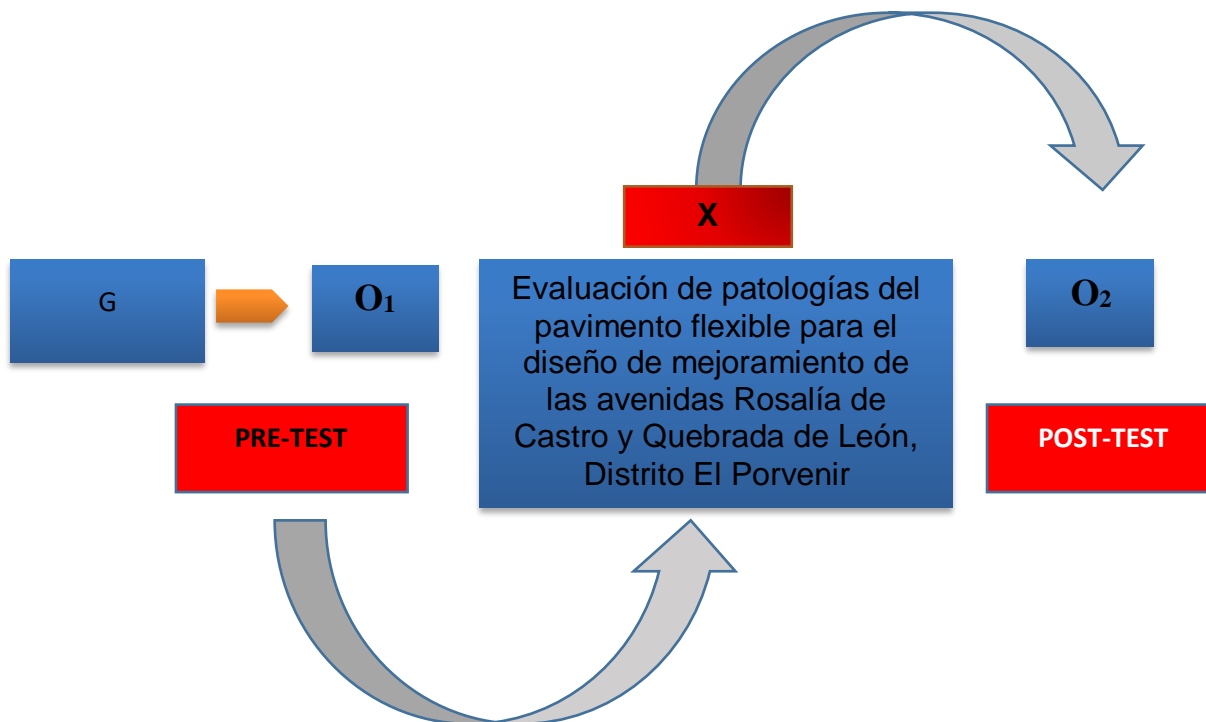 X
G
O1
Evaluación de patologías del
pavimento flexible para el
diseño de mejoramiento de
las avenidas Rosalía de
Castro y Quebrada de León,
Distrito El Porvenir
O2
PRE-TEST
POST-TEST